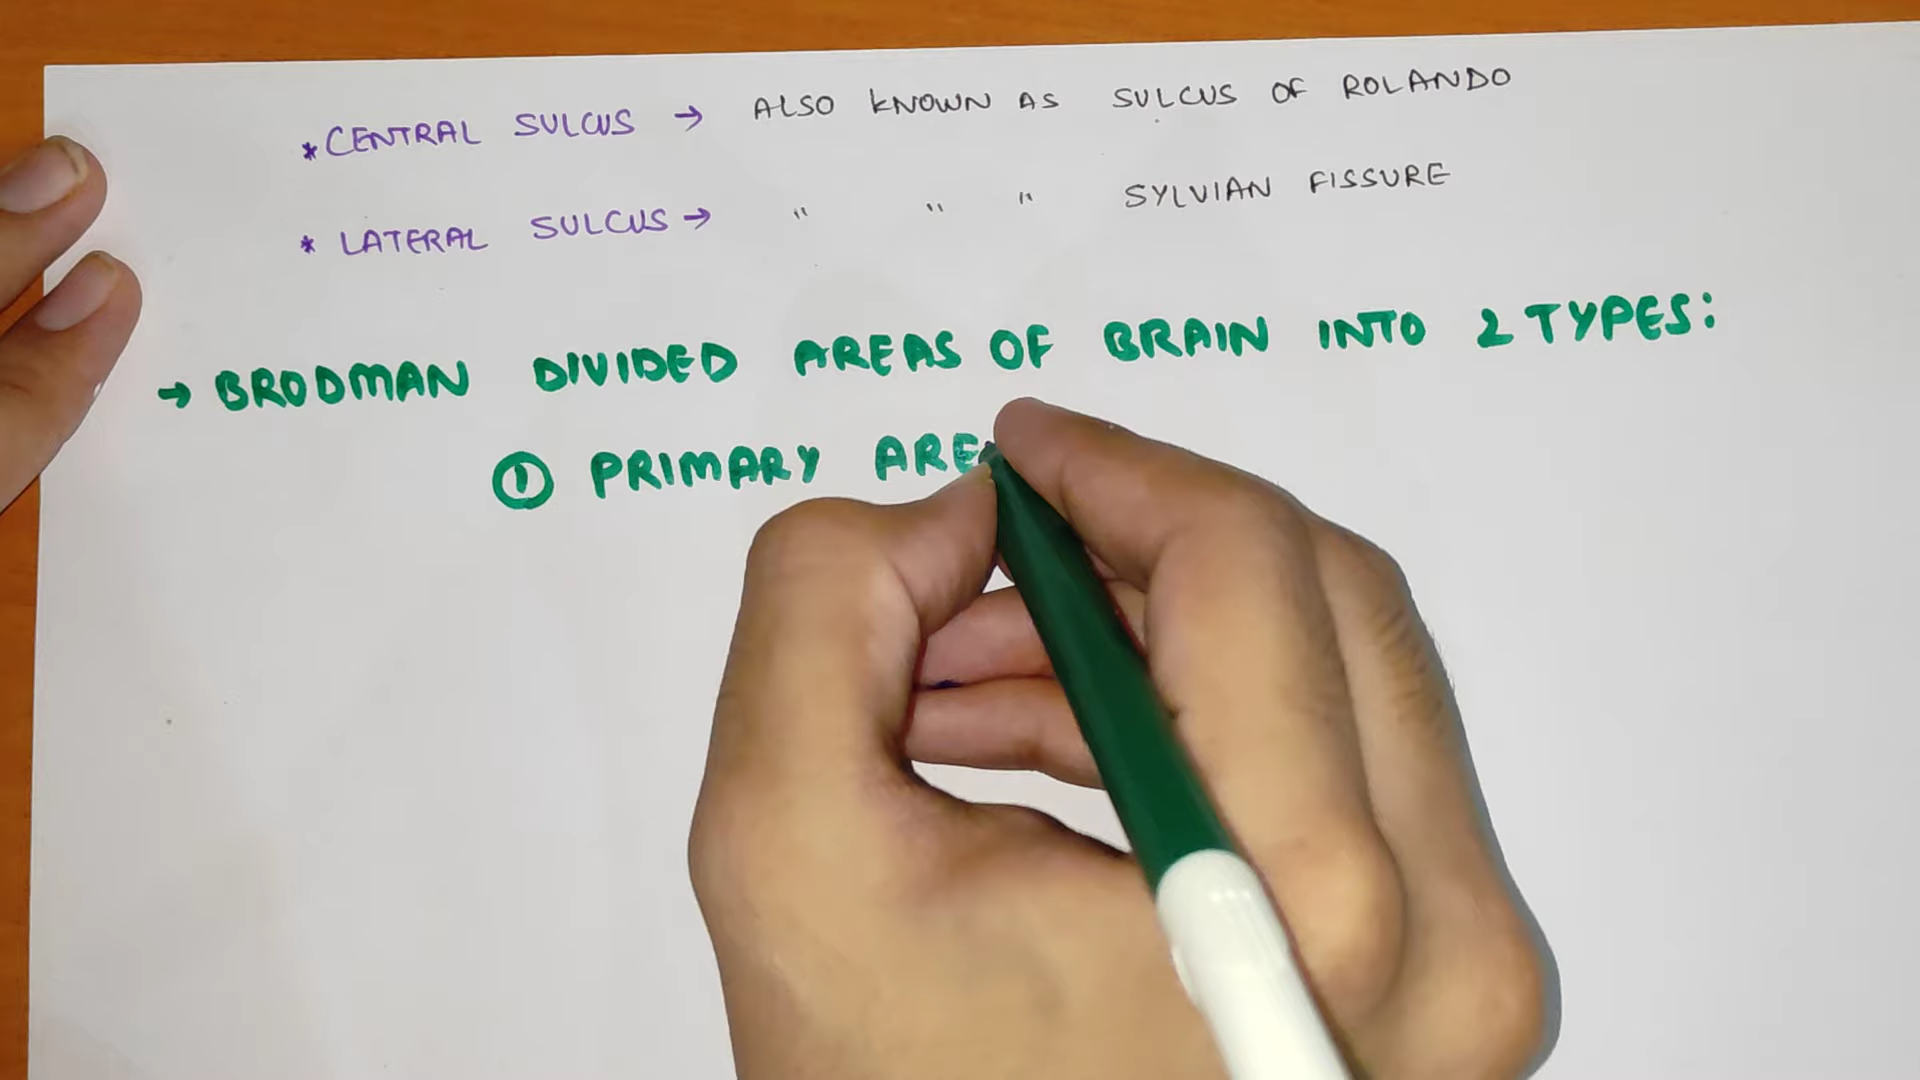 * CENTRAL SULCUS → ALSO KNOWN AS SULCUS OF ROLANDO
* LATERAL SULCUS → " " " SYLVIAN FISSURE
→ BRODMAN DIVIDED AREAS OF BRAIN INTO 2 TYPES:
① PRIMARY AREA